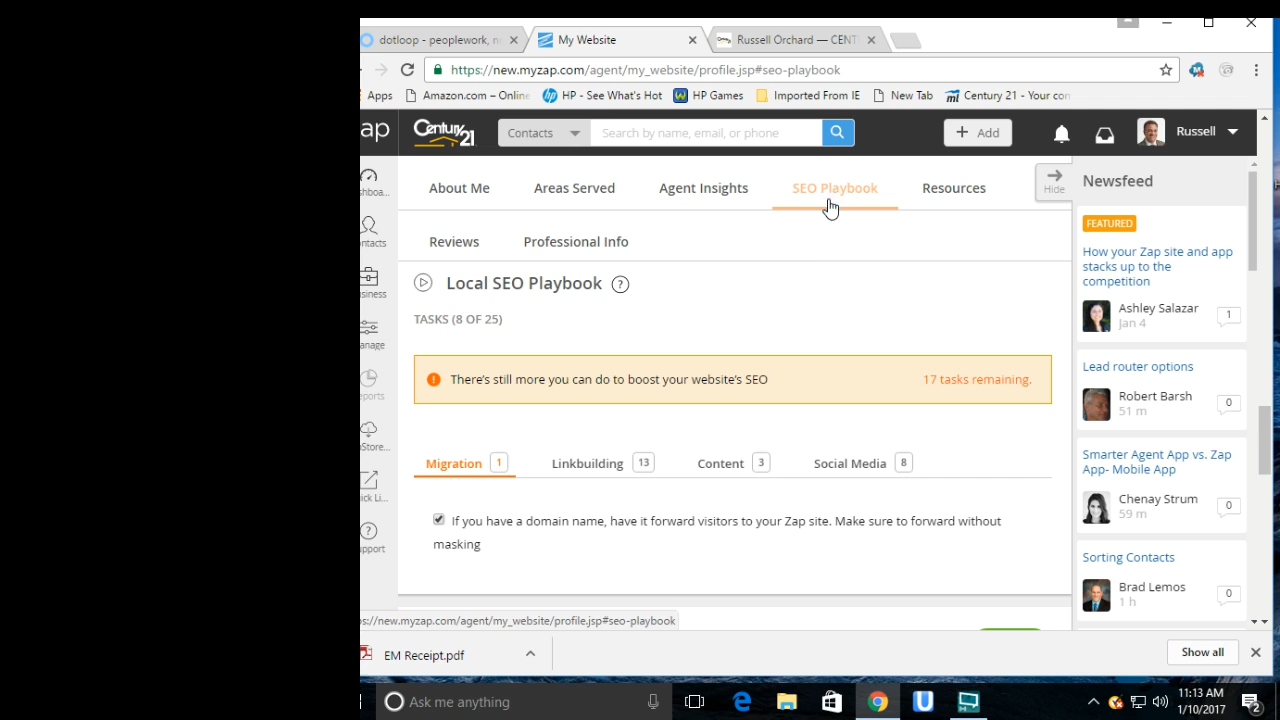 dotloop - peoplework, n
My Website
Russell Orchard — CENT
https://new.myzap.com/agent/my_website/profile.jsp#seo-playbook
Apps
Amazon.com – Online
HP - See What's Hot
HP Games
Imported From IE
New Tab
Century 21 - Your con
ap
Century 21
Contacts
Search by name, email, or phone
+ Add
Russell
shboa...
ntacts
siness
anage
ports
pStore...
ick Li...
pport
About Me
Areas Served
Agent Insights
SEO Playbook
Resources
Reviews
Professional Info
Local SEO Playbook ?
TASKS (8 OF 25)
There's still more you can do to boost your website's SEO
17 tasks remaining.
Migration 1
Linkbuilding 13
Content 3
Social Media 8
If you have a domain name, have it forward visitors to your Zap site. Make sure to forward without
masking
Hide
Newsfeed
FEATURED
How your Zap site and app
stacks up to the
competition
Ashley Salazar
Jan 4
1
Lead router options
Robert Barsh
51 m
0
Smarter Agent App vs. Zap
App- Mobile App
Chenay Strum
59 m
0
Sorting Contacts
Brad Lemos
1 h
0
s://new.myzap.com/agent/my_website/profile.jsp#seo-playbook
EM Receipt.pdf
Show all
Ask me anything
11:13 AM
1/10/2017
2